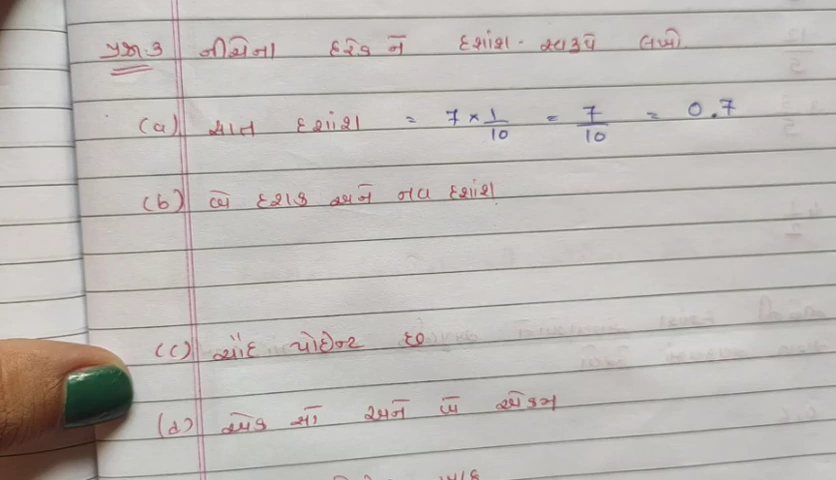 પ્રશ્ન-3 નીચેના દરેક ને દશાંશ-સ્વરૂપે લખો.
(a) સાત દશાંશ = 7 × 1/10 = 7/10 = 0.7
(b) બે દશક અને નવ દશાંશ
(c) ચૌદ પોઈન્ટ છ
(d) એક સો અને બે એકમ